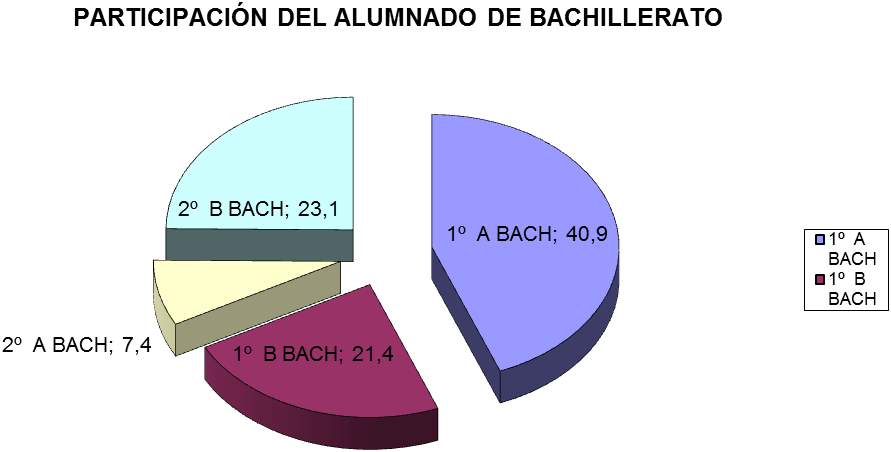 PARTICIPACIÓN DEL ALUMNADO DE BACHILLERATO
2º B BACH; 23,1
1º A BACH; 40,9
2º A BACH; 7,4
1º B BACH; 21,4
1º A
BACH
1º B
BACH